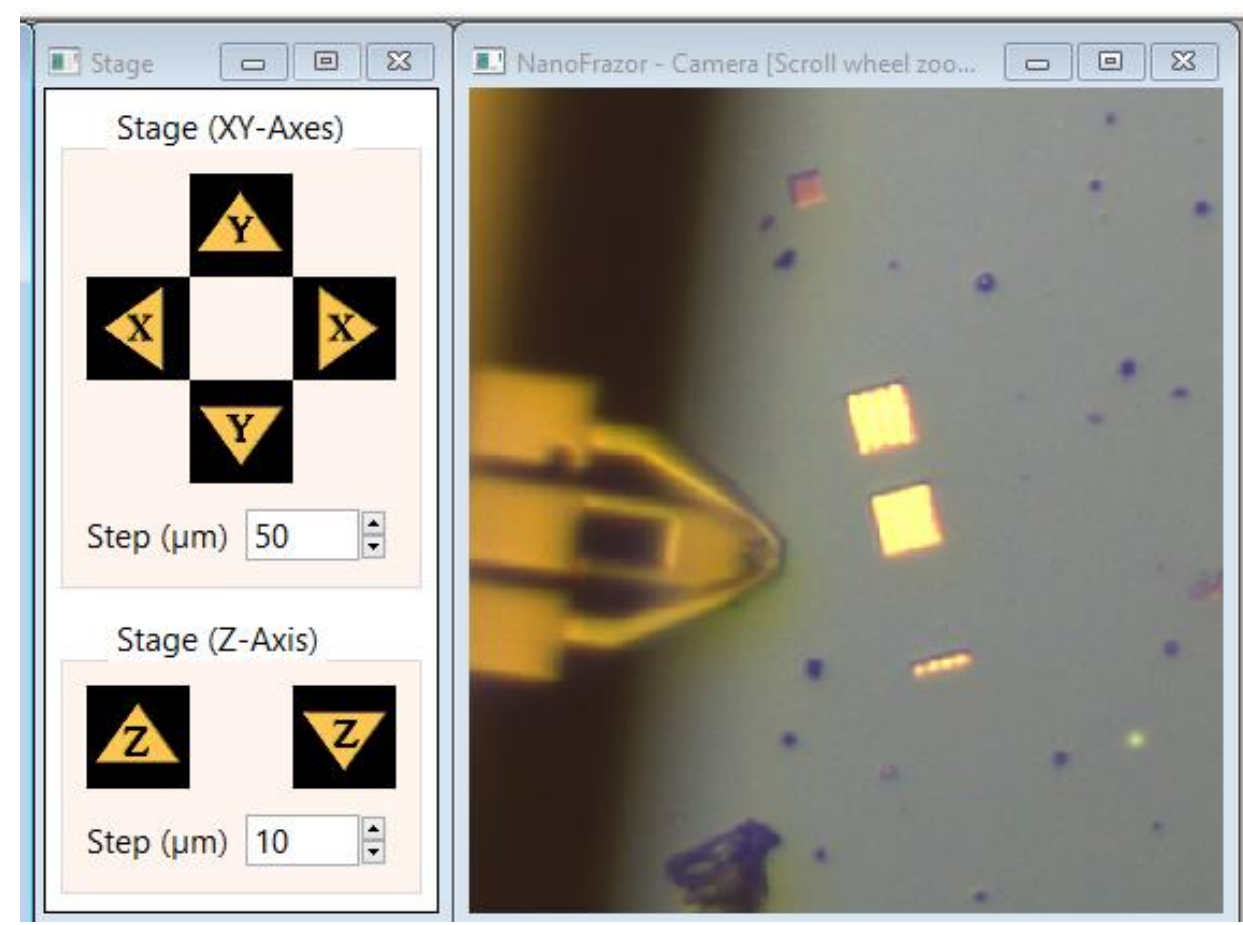 Stage
Stage (XY-Axes)
Y
X X
Y
Step (µm) 50
Stage (Z-Axis)
Z Z
Step (µm) 10
NanoFrazor - Camera [Scroll wheel zoo...